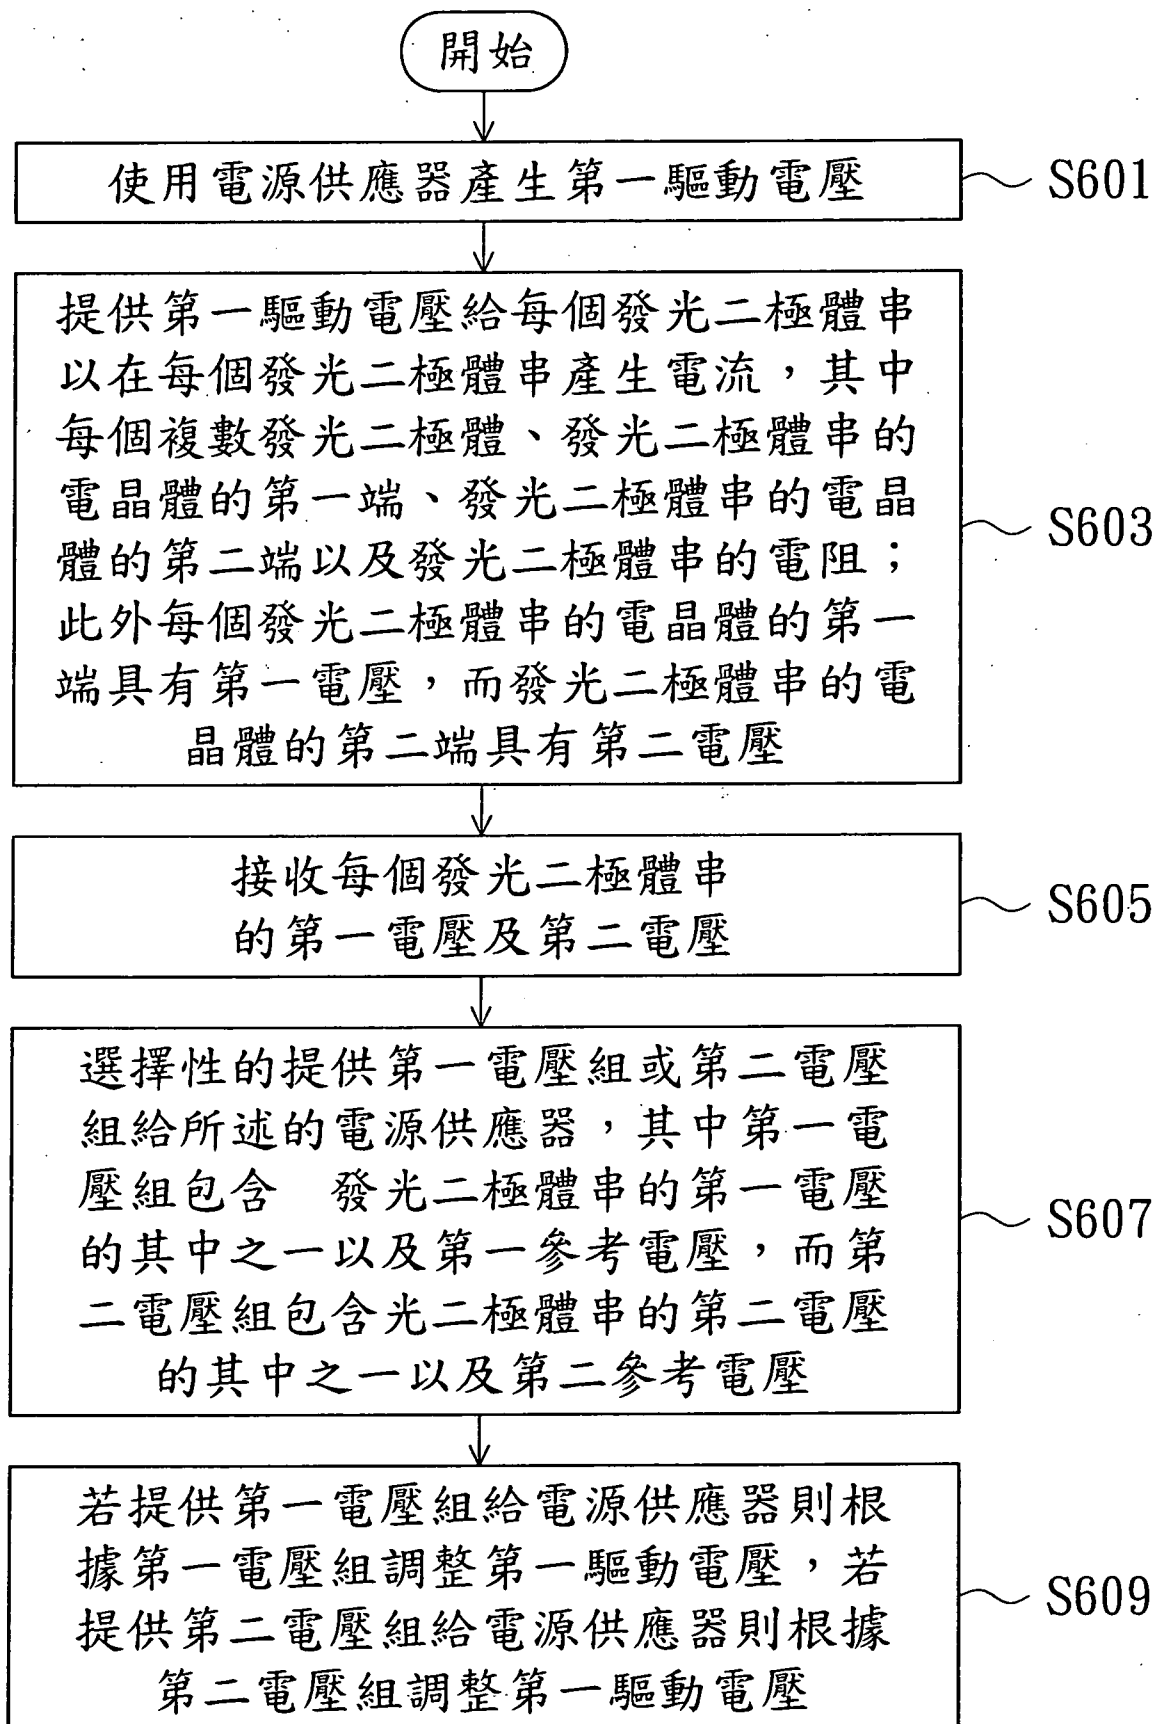 開始
使用電源供應器產生第一驅動電壓
S601
提供第一驅動電壓給每個發光二極體串
以在每個發光二極體串產生電流，其中
每個複數發光二極體、發光二極體串的
電晶體的第一端、發光二極體串的電晶
體的第二端以及發光二極體串的電阻；
此外每個發光二極體串的電晶體的第一
端具有第一電壓，而發光二極體串的電
晶體的第二端具有第二電壓
S603
接收每個發光二極體串
的第一電壓及第二電壓
S605
選擇性的提供第一電壓組或第二電壓
組給所述的電源供應器，其中第一電
壓組包含　發光二極體串的第一電壓
的其中之一以及第一參考電壓，而第
二電壓組包含光二極體串的第二電壓
的其中之一以及第二參考電壓
S607
若提供第一電壓組給電源供應器則根
據第一電壓組調整第一驅動電壓，若
提供第二電壓組給電源供應器則根據
第二電壓組調整第一驅動電壓
S609